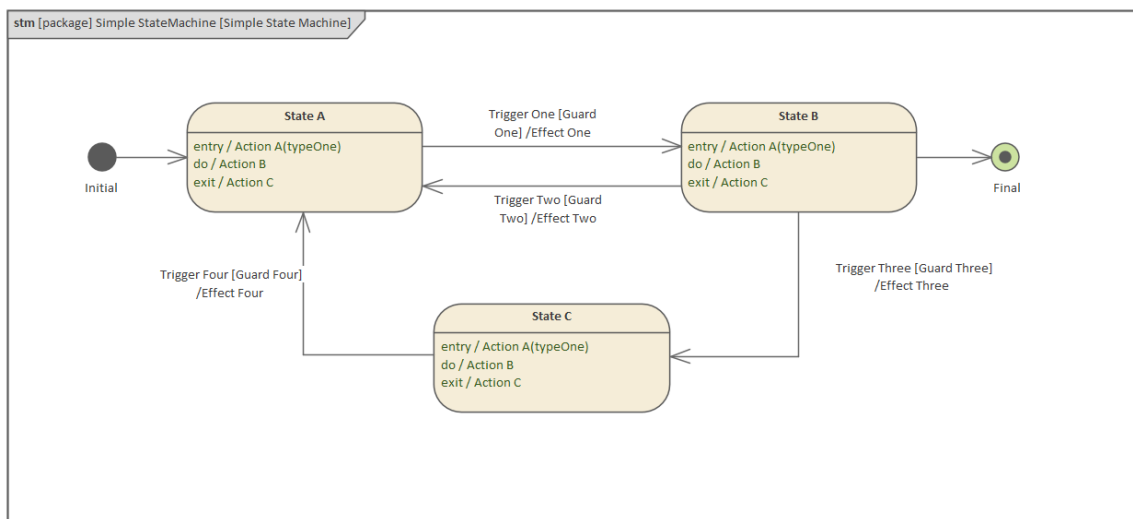 stm [package] Simple StateMachine [Simple State Machine]
State A
entry / Action A(typeOne)
do / Action B
exit / Action C
Initial
Trigger One [Guard
One] /Effect One
Trigger Two [Guard
Two] /Effect Two
State B
entry / Action A(typeOne)
do / Action B
exit / Action C
Final
Trigger Four [Guard Four]
/Effect Four
Trigger Three [Guard Three]
/Effect Three
State C
entry / Action A(typeOne)
do / Action B
exit / Action C